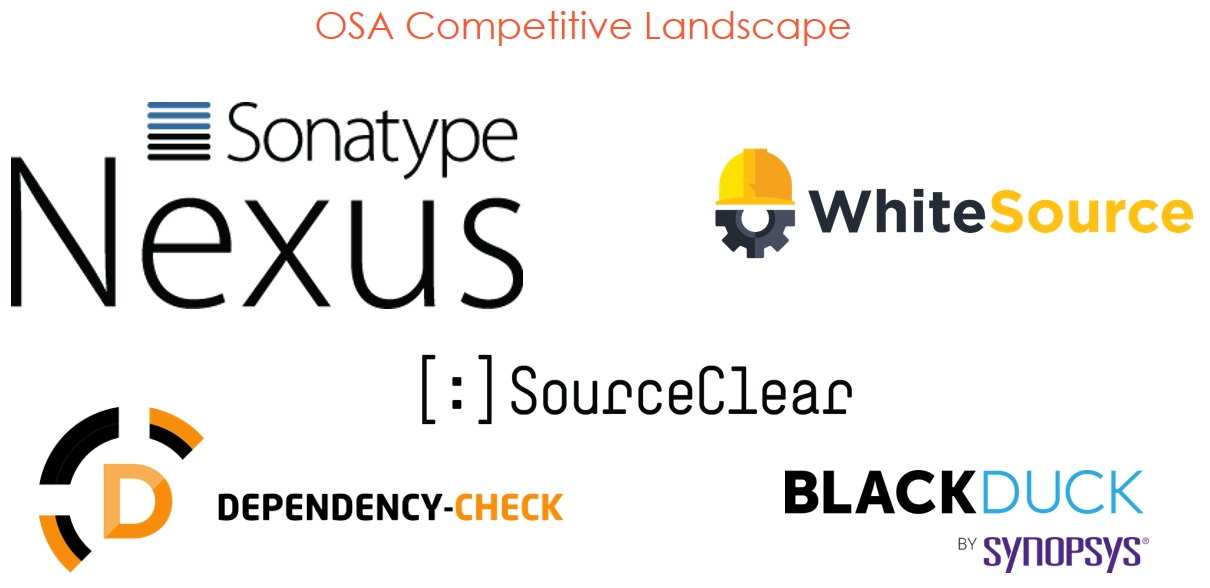 OSA Competitive Landscape
Sonatype
Nexus
WhiteSource
[:]SourceClear
D
DEPENDENCY-CHECK
BLACKDUCK
BY SYNOPSYS®